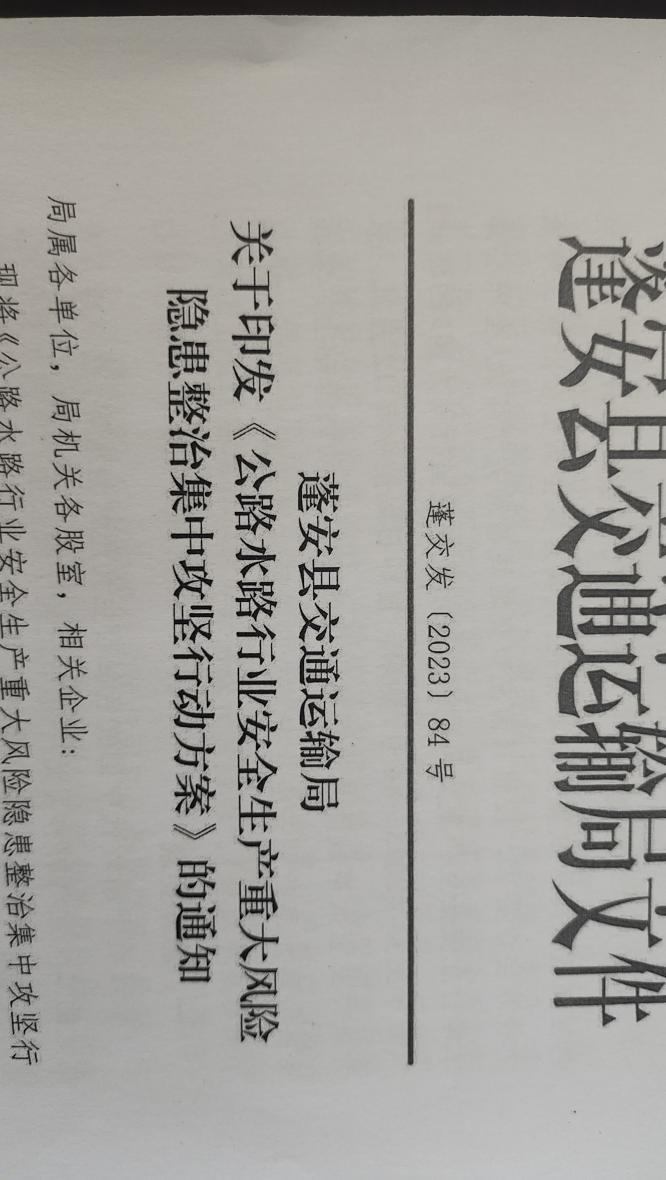 蓬安县交通运输局文件
蓬交发〔2023〕84号
蓬安县交通运输局
关于印发《公路水路行业安全生产重大风险
隐患整治集中攻坚行动方案》的通知
局属各单位，局机关各股室，相关企业：
现将《公路水路行业安全生产重大风险隐患整治集中攻坚行